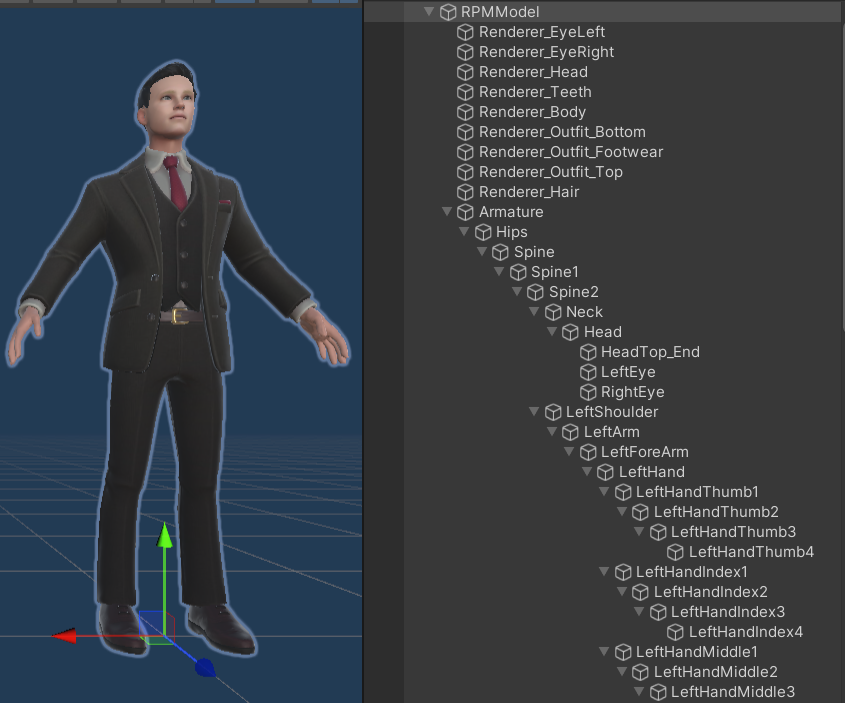 RPMModel
Renderer_EyeLeft
Renderer_EyeRight
Renderer_Head
Renderer_Teeth
Renderer_Body
Renderer_Outfit_Bottom
Renderer_Outfit_Footwear
Renderer_Outfit_Top
Renderer_Hair
Armature
Hips
Spine
Spine1
Spine2
Neck
Head
HeadTop_End
LeftEye
RightEye
LeftShoulder
LeftArm
LeftForeArm
LeftHand
LeftHandThumb1
LeftHandThumb2
LeftHandThumb3
LeftHandThumb4
LeftHandIndex1
LeftHandIndex2
LeftHandIndex3
LeftHandIndex4
LeftHandMiddle1
LeftHandMiddle2
LeftHandMiddle3